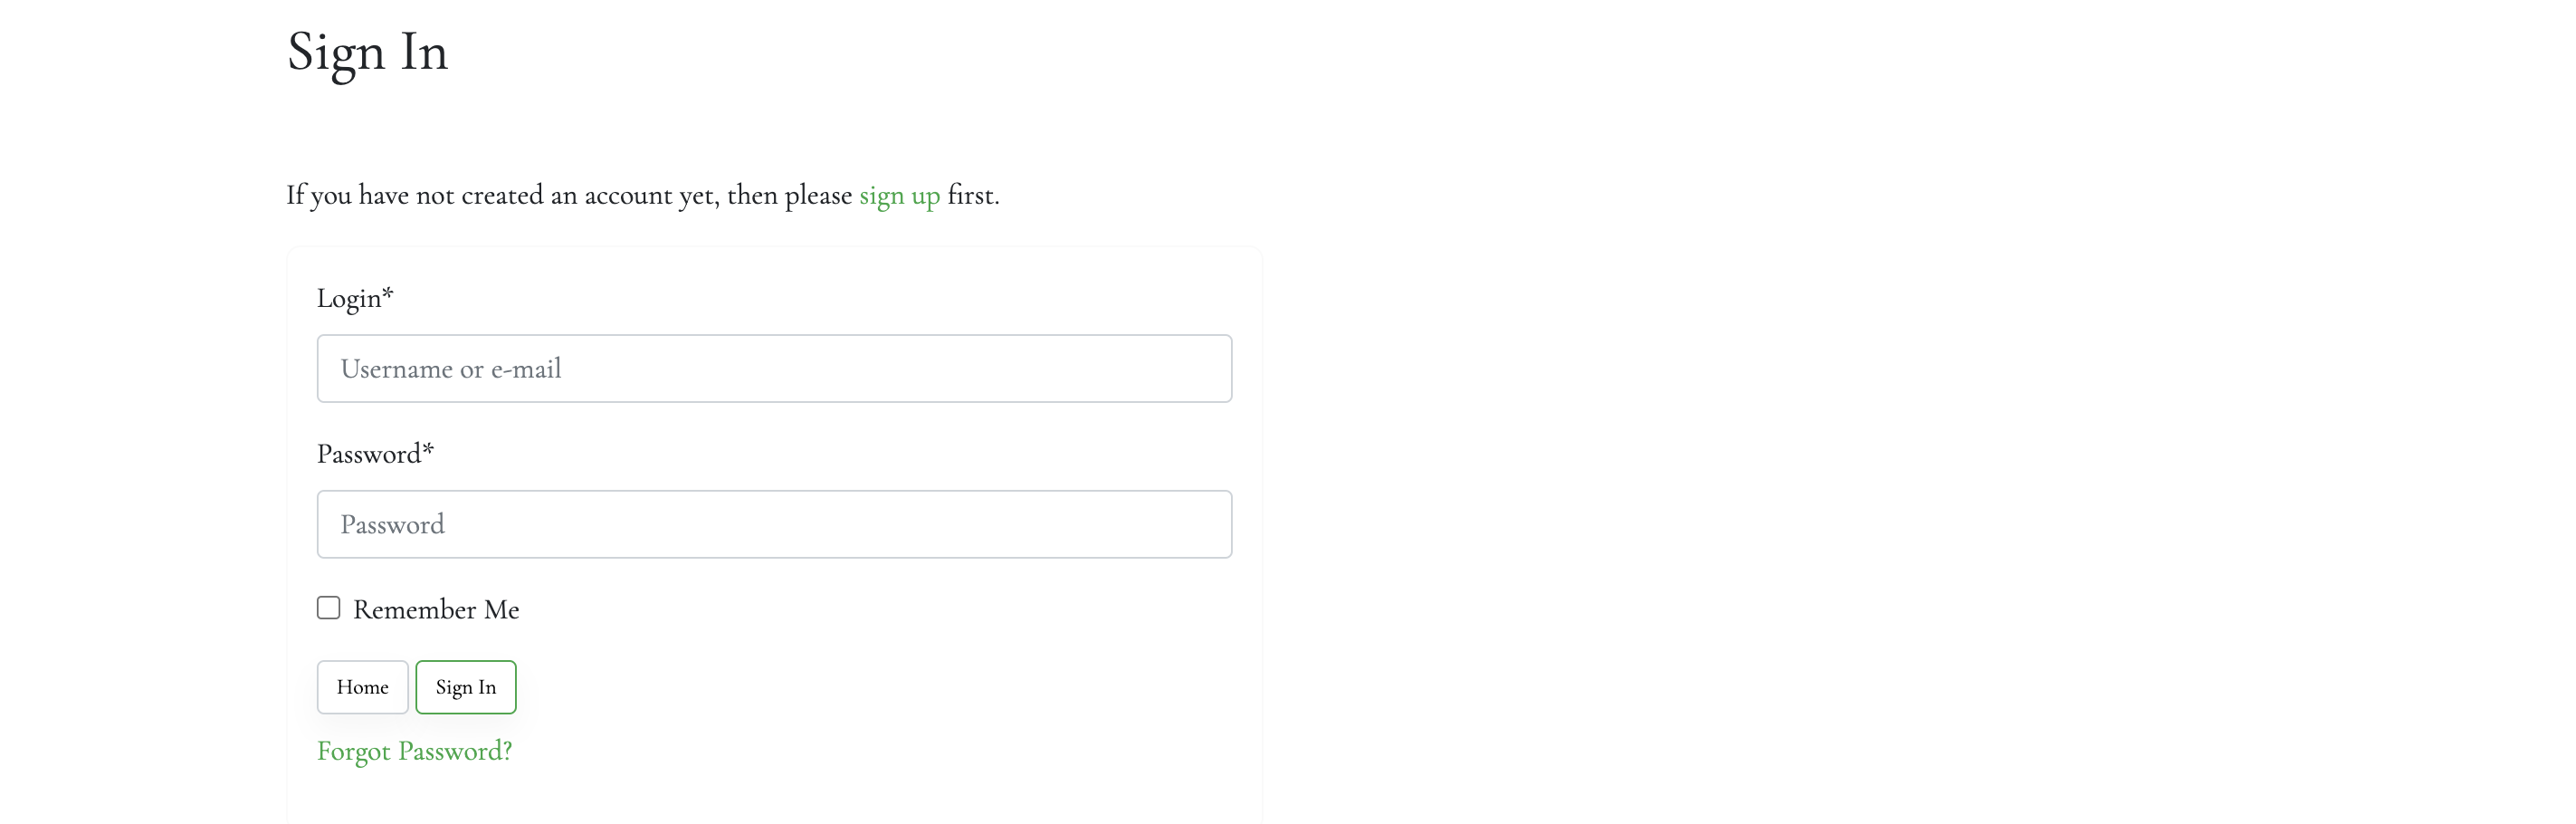 Sign In
If you have not created an account yet, then please sign up first.
Login*
Username or e-mail
Password*
Password
Remember Me
Home Sign In
Forgot Password?